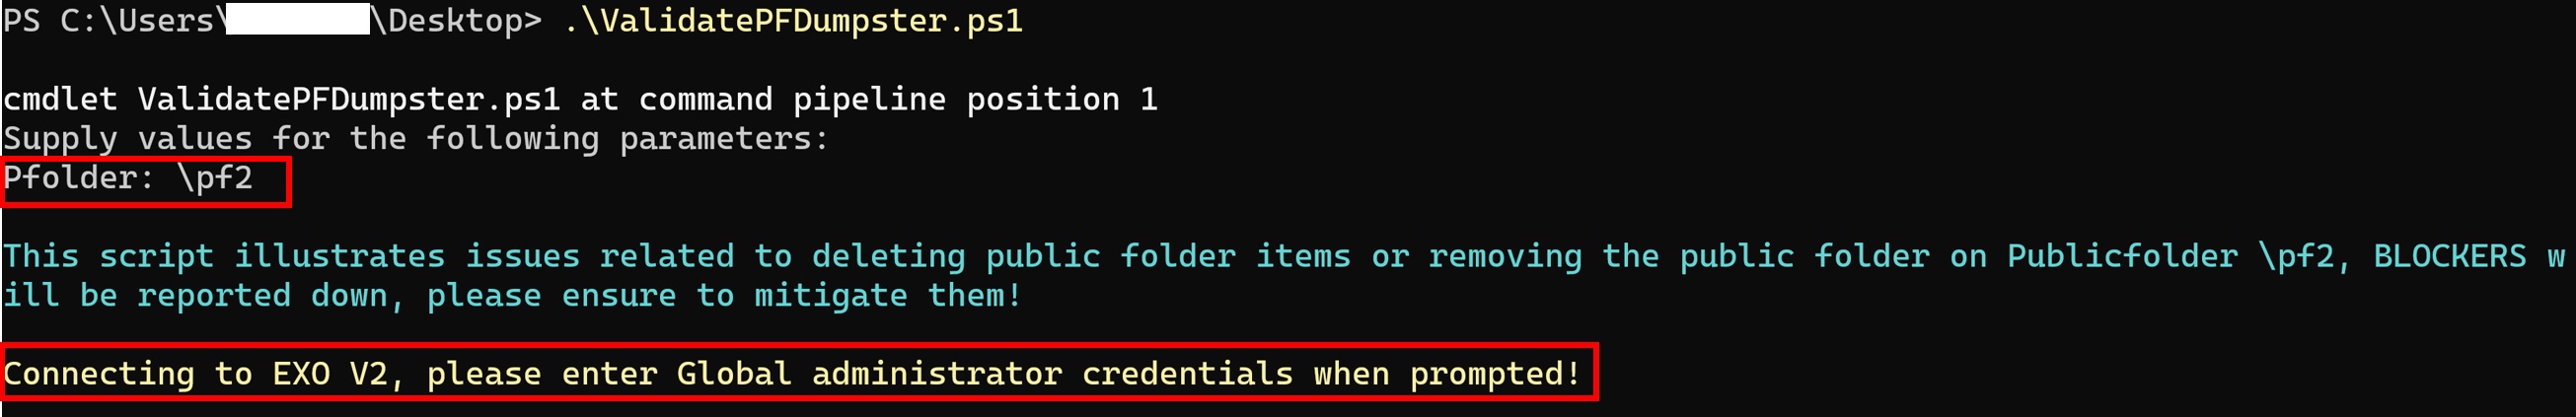 PS C:\Users\ \Desktop> .\ValidatePFDumpster.ps1
cmdlet ValidatePFDumpster.ps1 at command pipeline position 1
Supply values for the following parameters:
Pfolder: \pf2
This script illustrates issues related to deleting public folder items or removing the public folder on Publicfolder \pf2, BLOCKERS w
ill be reported down, please ensure to mitigate them!
Connecting to EXO V2, please enter Global administrator credentials when prompted!